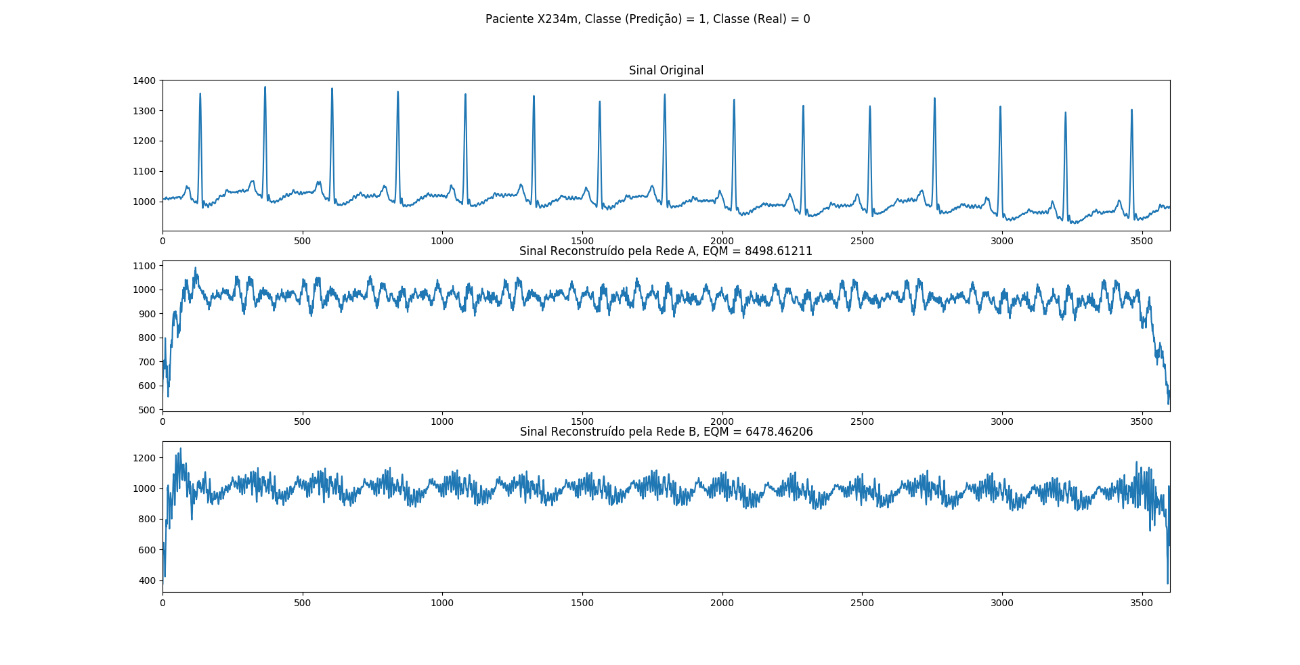 Paciente X234m, Classe (Predição) = 1, Classe (Real) = 0
Sinal Original
1400
1300
1200
1100
1000
0 500 1000 1500 2000 2500 3000 3500
Sinal Reconstruído pela Rede A, EQM = 8498.61211
1100
1000
900
800
700
600
500
0 500 1000 1500 2000 2500 3000 3500
Sinal Reconstruído pela Rede B, EQM = 6478.46206
1200
1000
800
600
400
0 500 1000 1500 2000 2500 3000 3500